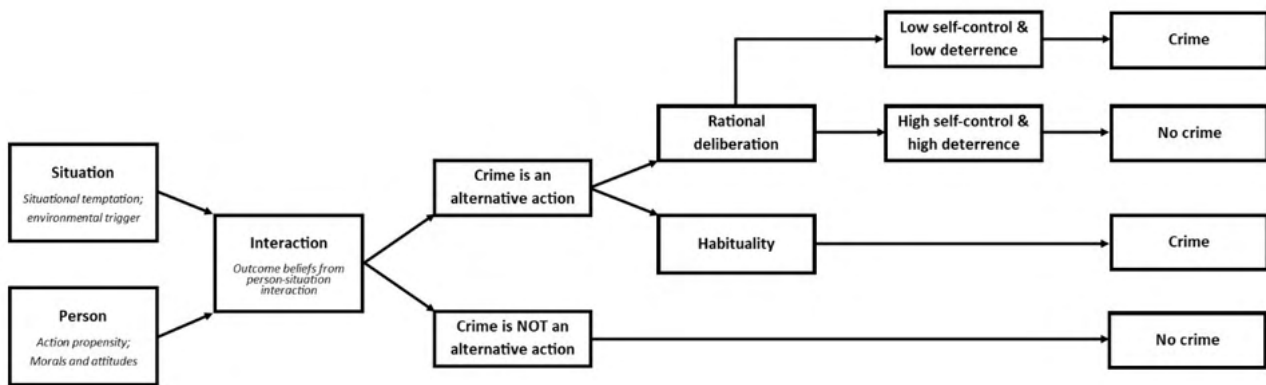 Situation
Situational temptation;
environmental trigger
Person
Action propensity;
Morals and attitudes
Interaction
Outcome beliefs from
person-situation
interaction
Crime is an
alternative action
Crime is NOT an
alternative action
Rational
deliberation
Habituality
Low self-control &
low deterrence
High self-control &
high deterrence
Crime
No crime
Crime
No crime